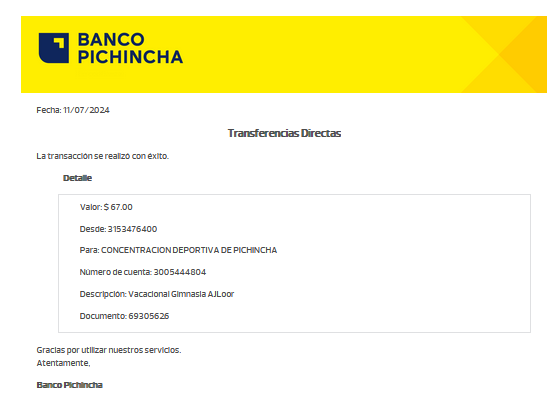 BANCO
PICHINCHA
Fecha: 11/07/2024
Transferencias Directas
La transacción se realizó con éxito.
Detalle
Valor: $ 67.00
Desde: 3153476400
Para: CONCENTRACION DEPORTIVA DE PICHINCHA
Número de cuenta: 3005444804
Descripción: Vacacional Gimnasia AJLoor
Documento: 69305626
Gracias por utilizar nuestros servicios.
Atentamente,
Banco Pichincha